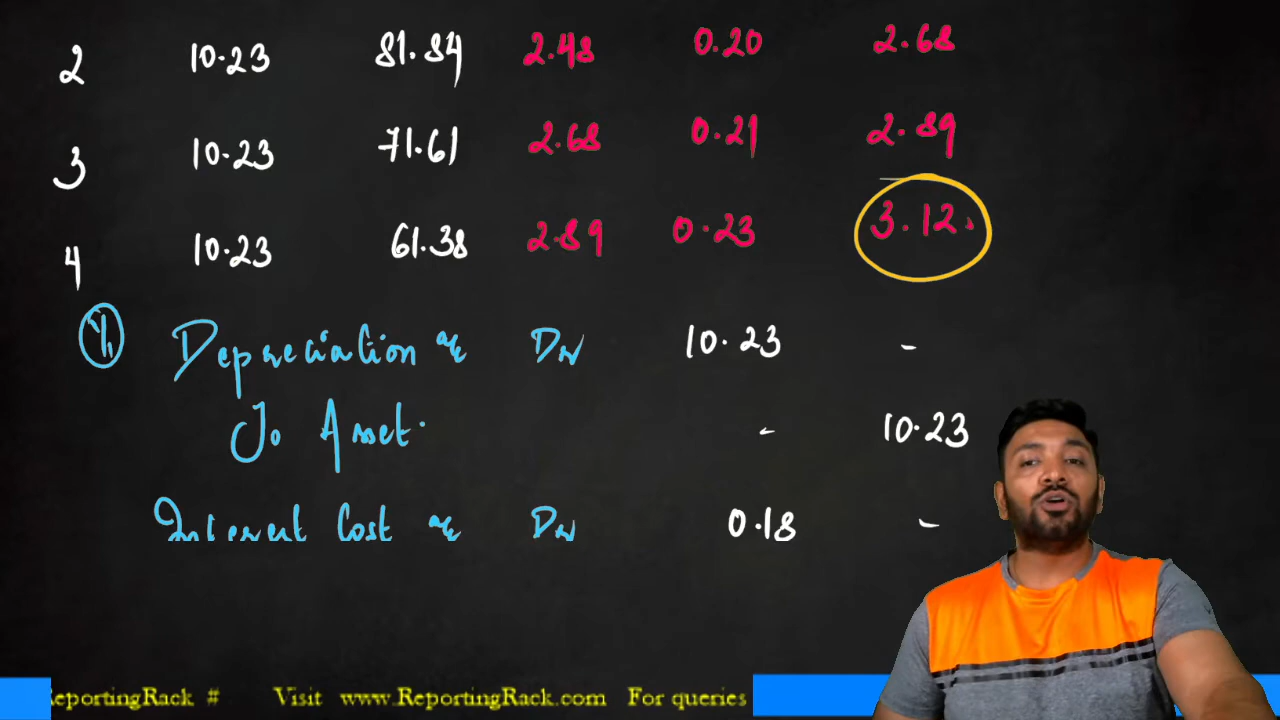 2 10.23 81.84 2.48 0.20 2.68
3 10.23 71.61 2.68 0.21 2.89
4 10.23 61.38 2.89 0.23 3.12
Y1 Depreciation a/c Dr 10.23 -
To Asset. - 10.23
Interest Cost a/c Dr 0.18 -
ReportingRack # Visit www.ReportingRack.com For queries